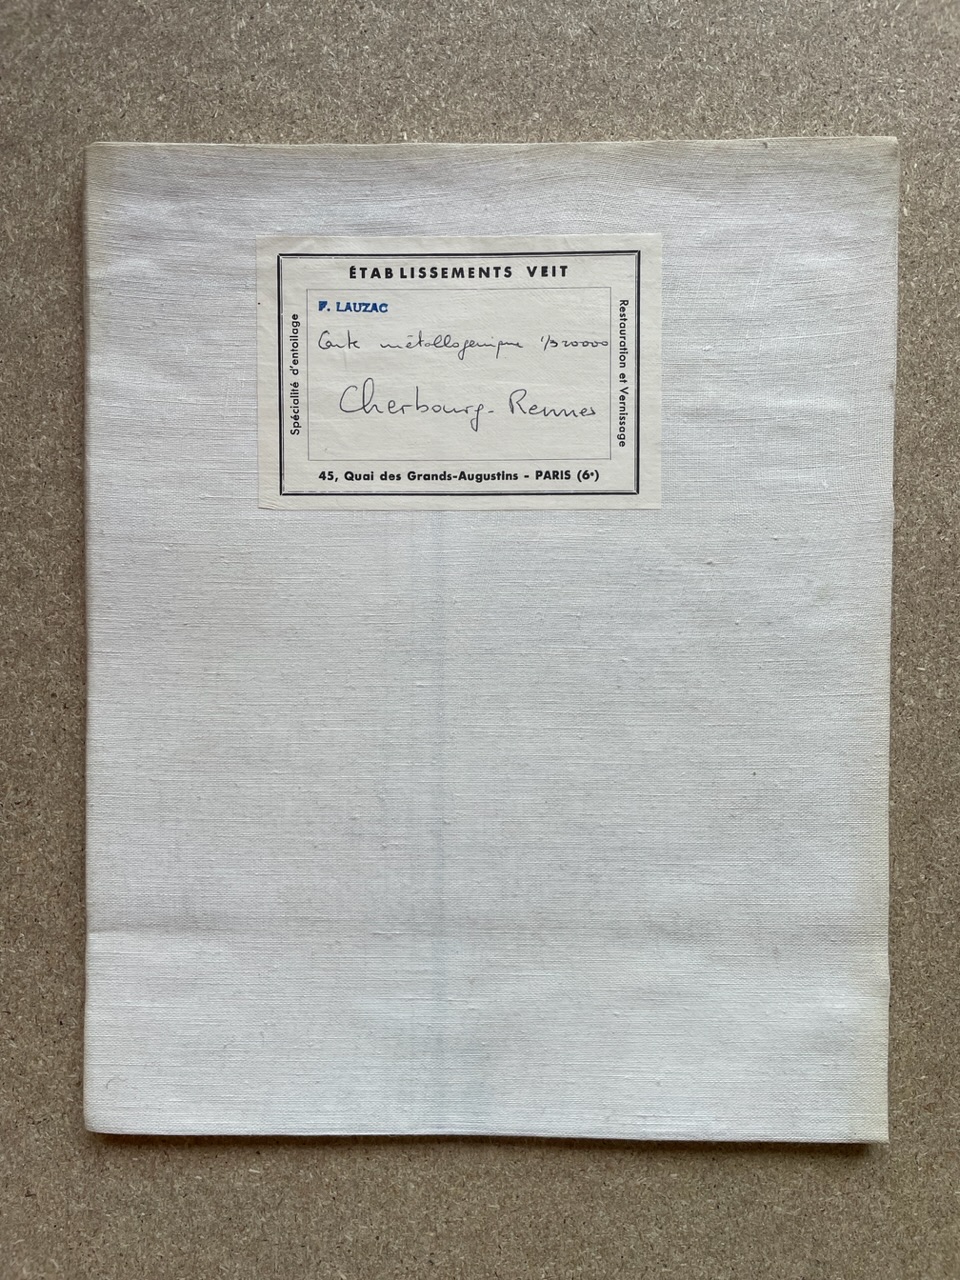 ÉTABLISSEMENTS VEIT
F. LAUZAC
Carte métallogenique 1/320000
Cherbourg - Rennes
Spécialité d'entoilage
Restauration et Vernissage
45, Quai des Grands-Augustins - PARIS (6e)